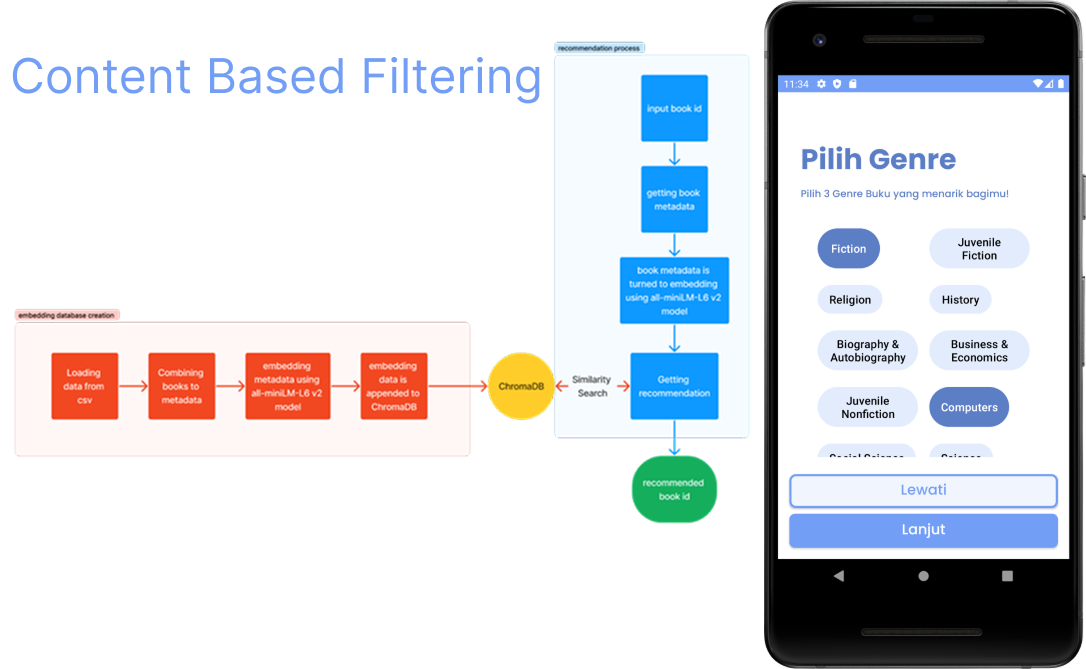 Content Based Filtering
recommendation process
input book id
getting book
metadata
book metadata is
turned to embedding
using all-miniLM-L6 v2
model
embedding database creation
Loading
data from
csv
Combining
books to
metadata
embedding
metadata using
all-miniLM-L6 v2
model
embedding
data is
appended to
ChromaDB
ChromaDB
Similarity
Search
Getting
recommendation
recommended
book id
11:34
Pilih Genre
Pilih 3 Genre Buku yang menarik bagimu!
Fiction
Juvenile
Fiction
Religion
History
Biography &
Autobiography
Business &
Economics
Juvenile
Nonfiction
Computers
Social Science
Science
Lewati
Lanjut